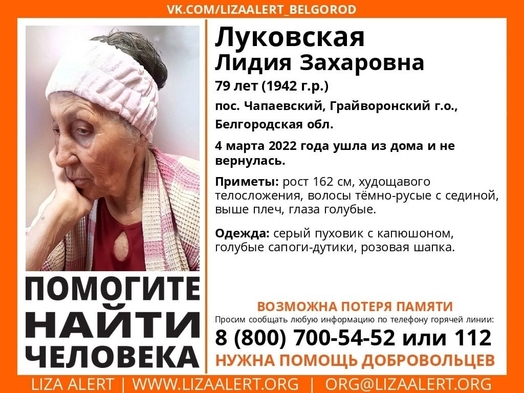 VK.COM/LIZAALERT_BELGOROD
Луковская
Лидия Захаровна
79 лет (1942 г.р.)
пос. Чапаевский, Грайворонский г.о.,
Белгородская обл.
4 марта 2022 года ушла из дома и не
вернулась.
Приметы: рост 162 см, худощавого
телосложения, волосы тёмно-русые с сединой,
выше плеч, глаза голубые.
Одежда: серый пуховик с капюшоном,
голубые сапоги-дутики, розовая шапка.
ПОМОГИТЕ
НАЙТИ
ЧЕЛОВЕКА
ВОЗМОЖНА ПОТЕРЯ ПАМЯТИ
Просим сообщать любую информацию по телефону горячей линии:
8 (800) 700-54-52 или 112
НУЖНА ПОМОЩЬ ДОБРОВОЛЬЦЕВ
LIZA ALERT | WWW.LIZAALERT.ORG | ORG@LIZAALERT.ORG